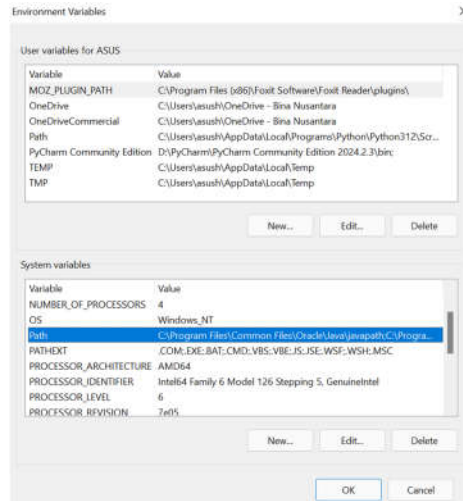 Environment Variables
User variables for ASUS
Variable Value
MOZ_PLUGIN_PATH C:\Program Files (x86)\Foxit Software\Foxit Reader\plugins\
OneDrive C:\Users\asush\OneDrive - Bina Nusantara
OneDriveCommercial C:\Users\asush\OneDrive - Bina Nusantara
Path C:\Users\asush\AppData\Local\Programs\Python\Python312\Scr...
PyCharm Community Edition D:\PyCharm\PyCharm Community Edition 2024.2.3\bin;
TEMP C:\Users\asush\AppData\Local\Temp
TMP C:\Users\asush\AppData\Local\Temp
New... Edit... Delete
System variables
Variable Value
NUMBER_OF_PROCESSORS 4
OS Windows_NT
Path C:\Program Files\Common Files\Oracle\Java\javapath;C:\Progra...
PATHEXT .COM;.EXE;.BAT;.CMD;.VBS;.VBE;.JS;.JSE;.WSF;.WSH;.MSC
PROCESSOR_ARCHITECTURE AMD64
PROCESSOR_IDENTIFIER Intel64 Family 6 Model 126 Stepping 5, GenuineIntel
PROCESSOR_LEVEL 6
PROCESSOR_REVISION 7e05
New... Edit... Delete
OK Cancel